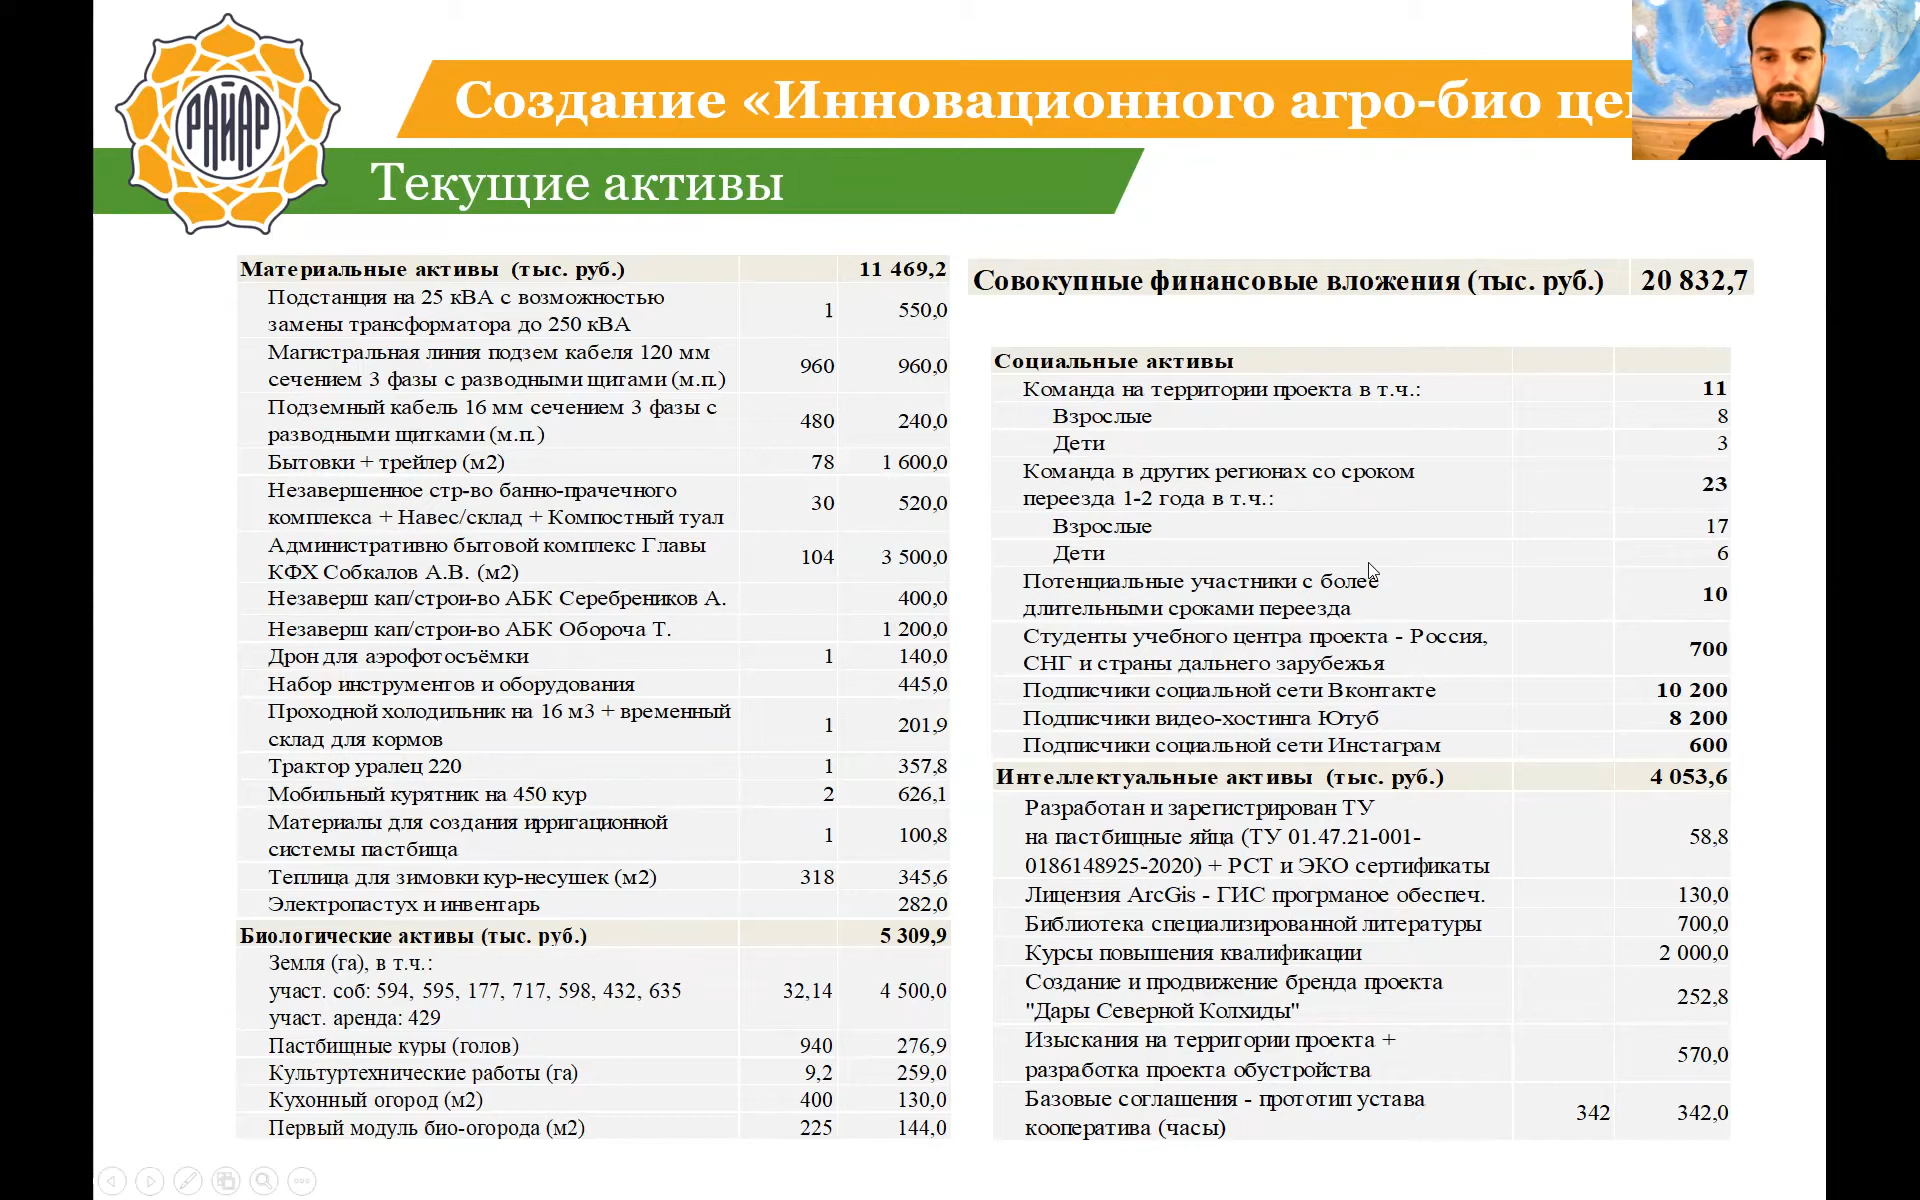 РАЙАР
Создание «Инновационного агро-био
Текущие активы
Материальные активы (тыс. руб.) 11 469,2
Подстанция на 25 кВА с возможностью
замены трансформатора до 250 кВА 1 550,0
Магистральная линия подзем кабеля 120 мм
сечением 3 фазы с разводными щитами (м.п.) 960 960,0
Подземный кабель 16 мм сечением 3 фазы с
разводными щитками (м.п.) 480 240,0
Бытовки + трейлер (м2) 78 1 600,0
Незавершенное стр-во банно-прачечного
комплекса + Навес/склад + Компостный туал 30 520,0
Административно бытовой комплекс Главы
КФХ Собкалов А.В. (м2) 104 3 500,0
Незаверш кап/строи-во АБК Серебреников А. 400,0
Незаверш кап/строи-во АБК Обороча Т. 1 200,0
Дрон для аэрофотосъёмки 1 140,0
Набор инструментов и оборудования 445,0
Проходной холодильник на 16 м3 + временный
склад для кормов 1 201,9
Трактор уралец 220 1 357,8
Мобильный курятник на 450 кур 2 626,1
Материалы для создания ирригационной
системы пастбища 1 100,8
Теплица для зимовки кур-несушек (м2) 318 345,6
Электропастух и инвентарь 282,0
Биологические активы (тыс. руб.) 5 309,9
Земля (га), в т.ч.:
участ. соб: 594, 595, 177, 717, 598, 432, 635 32,14 4 500,0
участ. аренда: 429
Пастбищные куры (голов) 940 276,9
Культуртехнические работы (га) 9,2 259,0
Кухонный огород (м2) 400 130,0
Первый модуль био-огорода (м2) 225 144,0
Совокупные финансовые вложения (тыс. руб.) 20 832,7
Социальные активы
Команда на территории проекта в т.ч.: 11
Взрослые 8
Дети 3
Команда в других регионах со сроком
переезда 1-2 года в т.ч.: 23
Взрослые 17
Дети 6
Потенциальные участники с более
длительными сроками переезда 10
Студенты учебного центра проекта - Россия,
СНГ и страны дальнего зарубежья 700
Подписчики социальной сети Вконтакте 10 200
Подписчики видео-хостинга Ютуб 8 200
Подписчики социальной сети Инстаграм 600
Интеллектуальные активы (тыс. руб.) 4 053,6
Разработан и зарегистрирован ТУ
на пастбищные яйца (ТУ 01.47.21-001- 58,8
0186148925-2020) + РСТ и ЭКО сертификаты
Лицензия ArcGis - ГИС прогрманое обеспеч. 130,0
Библиотека специализированной литературы 700,0
Курсы повышения квалификации 2 000,0
Создание и продвижение бренда проекта
"Дары Северной Колхиды" 252,8
Изыскания на территории проекта +
разработка проекта обустройства 570,0
Базовые соглашения - прототип устава
кооператива (часы) 342 342,0